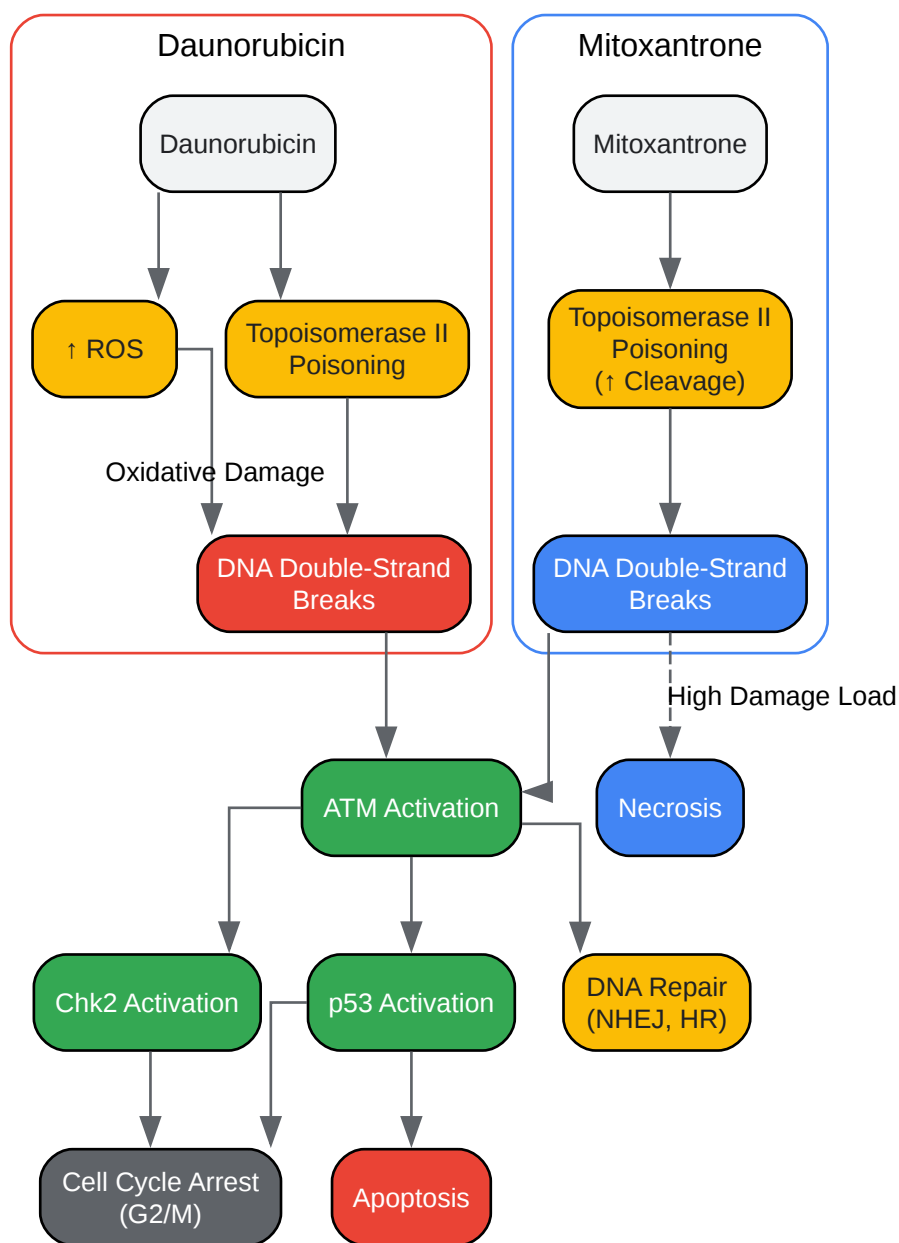 Daunorubicin
Mitoxantrone
Daunorubicin
Mitoxantrone
↑ ROS
Topoisomerase II
Poisoning
Topoisomerase II
Poisoning
(↑ Cleavage)
Oxidative Damage
DNA Double-Strand
Breaks
DNA Double-Strand
Breaks
High Damage Load
ATM Activation
Necrosis
Chk2 Activation
p53 Activation
DNA Repair
(NHEJ, HR)
Cell Cycle Arrest
(G2/M)
Apoptosis